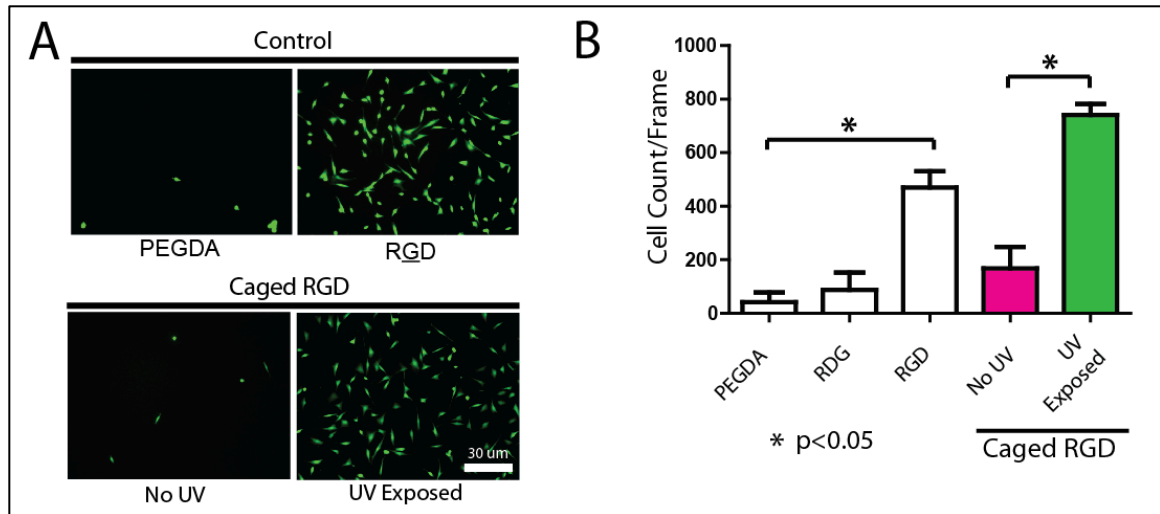 A
Control
PEGDA
RGD
Caged RGD
30 um
No UV
UV Exposed
B
Cell Count/Frame
1000
800
600
400
200
0
*
*
PEGDA
RDG
RGD
No UV
UV
Exposed
* p<0.05
Caged RGD